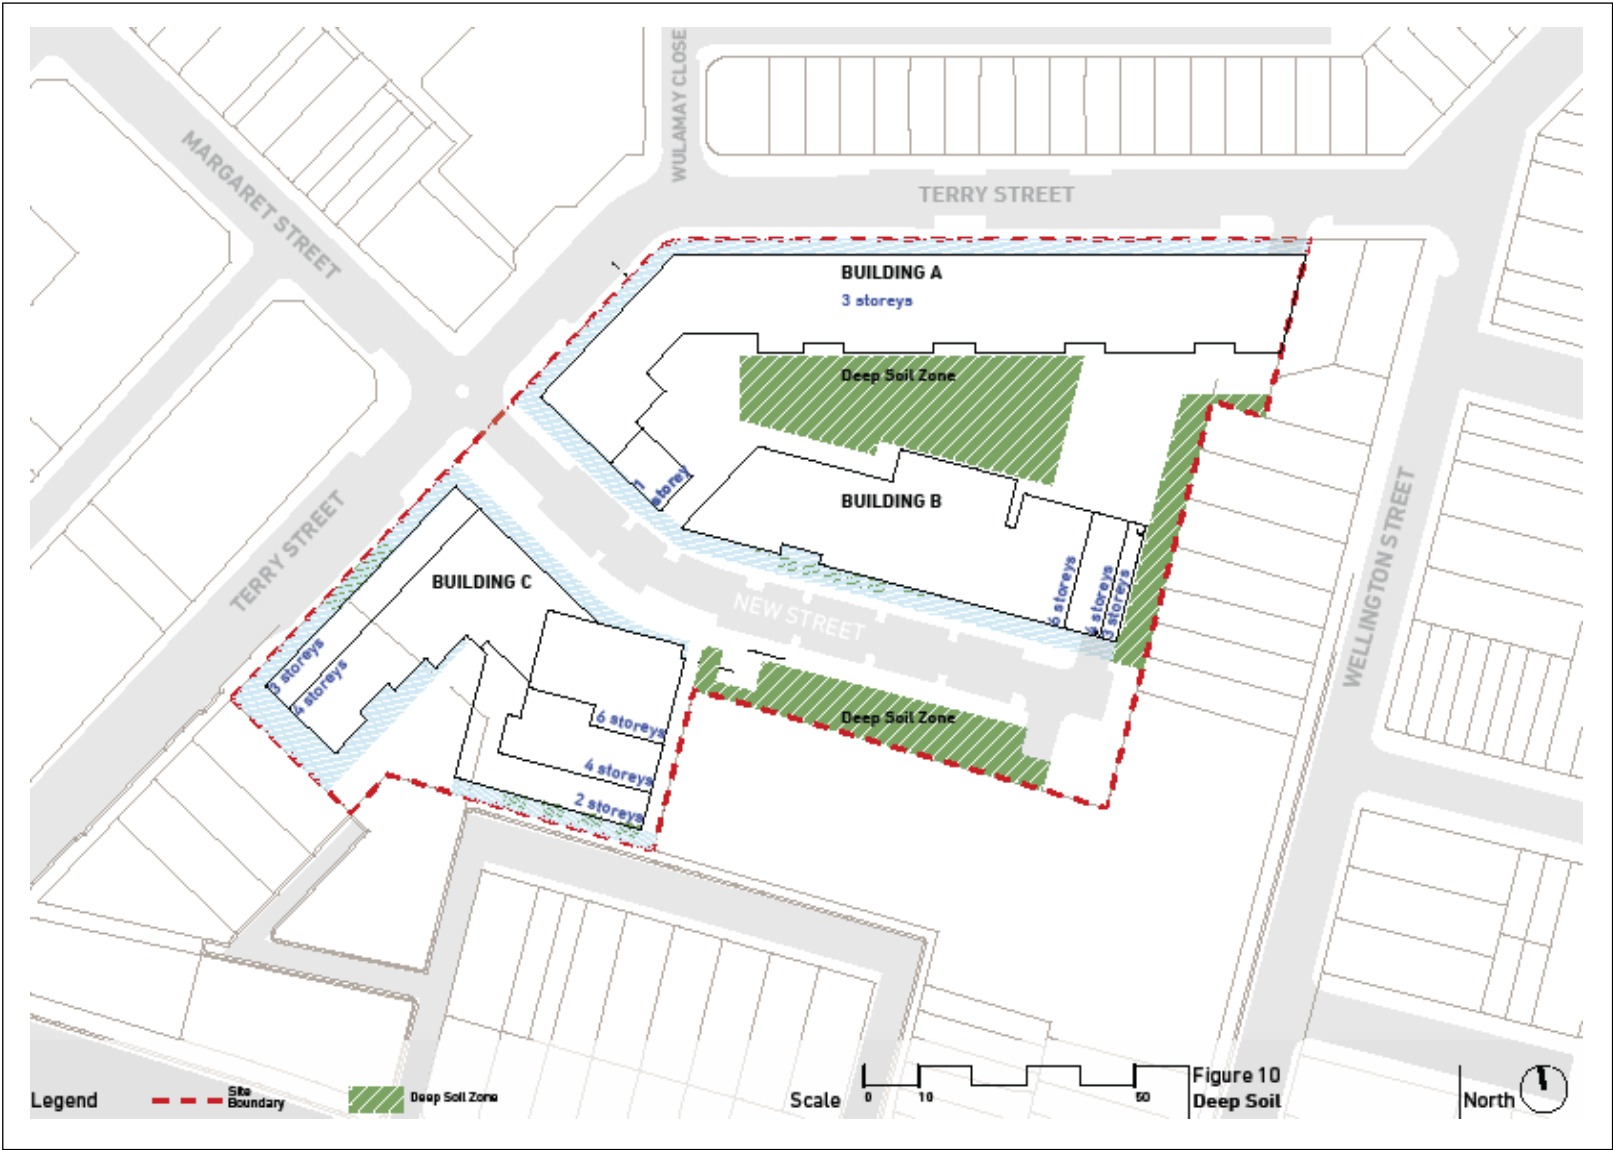 WULAMAY CLOSE
MARGARET STREET
TERRY STREET
BUILDING A
3 storeys
Deep Soil Zone
1
storey
BUILDING B
TERRY STREET
BUILDING C
6 storeys
4 storeys
3 storeys
NEW STREET
WELLINGTON STREET
3 storeys
4 storeys
6 storeys
4 storeys
2 storeys
Deep Soil Zone
Legend
Site
Boundary
Deep Soil Zone
Scale
0
10
50
Figure 10
Deep Soil
North